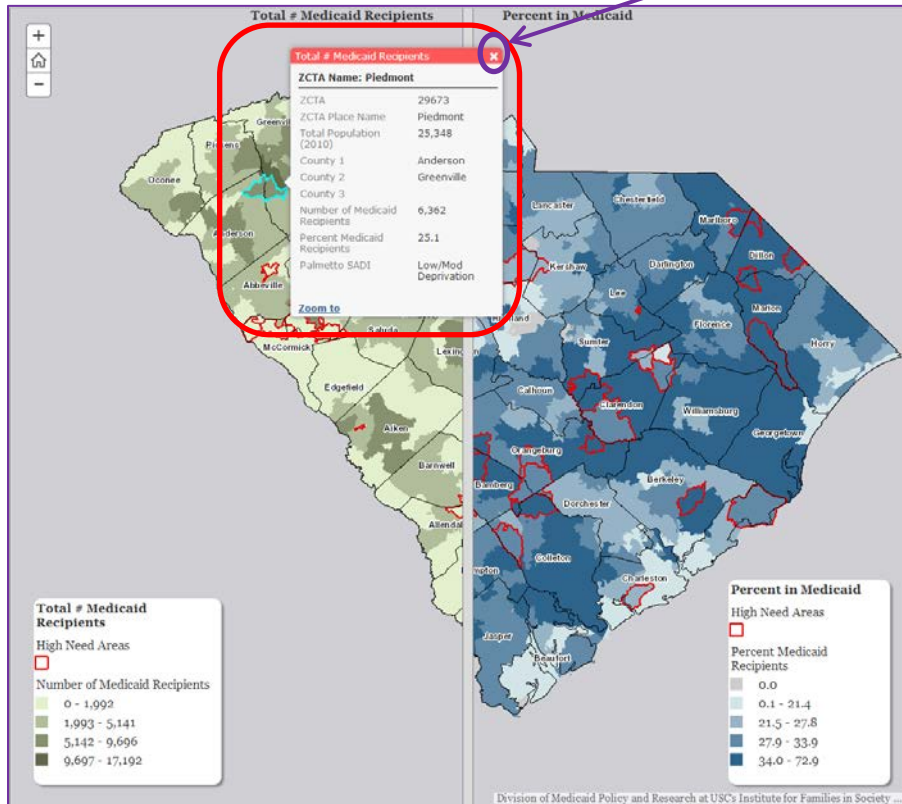 Total # Medicaid Recipients
Percent in Medicaid
+
−
Total # Medicaid Recipients
x
ZCTA Name: Piedmont
ZCTA 29673
ZCTA Place Name Piedmont
Total Population (2010) 25,348
County 1 Anderson
County 2 Greenville
County 3
Number of Medicaid Recipients 6,362
Percent Medicaid Recipients 25.1
Palmetto SADI Low/Mod Deprivation
Zoom to
Greenvil
Pickens
Oconee
Anderson
Abbeville
McCormick
Saluda
Lexin
Edgefield
Aiken
Barnwell
Allendal
Lancaster
Chesterfield
Marlboro
Kershaw
Darlington
Dillon
Lee
Marion
Florence
Horry
Sumter
Calhoun
Clarendon
Williamsburg
Georgetown
Orangeburg
Bamberg
Berkeley
Dorchester
Colleton
mpton
Charleston
Jasper
Beaufort
Total # Medicaid
Recipients
High Need Areas
Number of Medicaid Recipients
0 - 1,992
1,993 - 5,141
5,142 - 9,696
9,697 - 17,192
Percent in Medicaid
High Need Areas
Percent Medicaid
Recipients
0.0
0.1 - 21.4
21.5 - 27.8
27.9 - 33.9
34.0 - 72.9
Division of Medicaid Policy and Research at USC's Institute for Families in Society ...